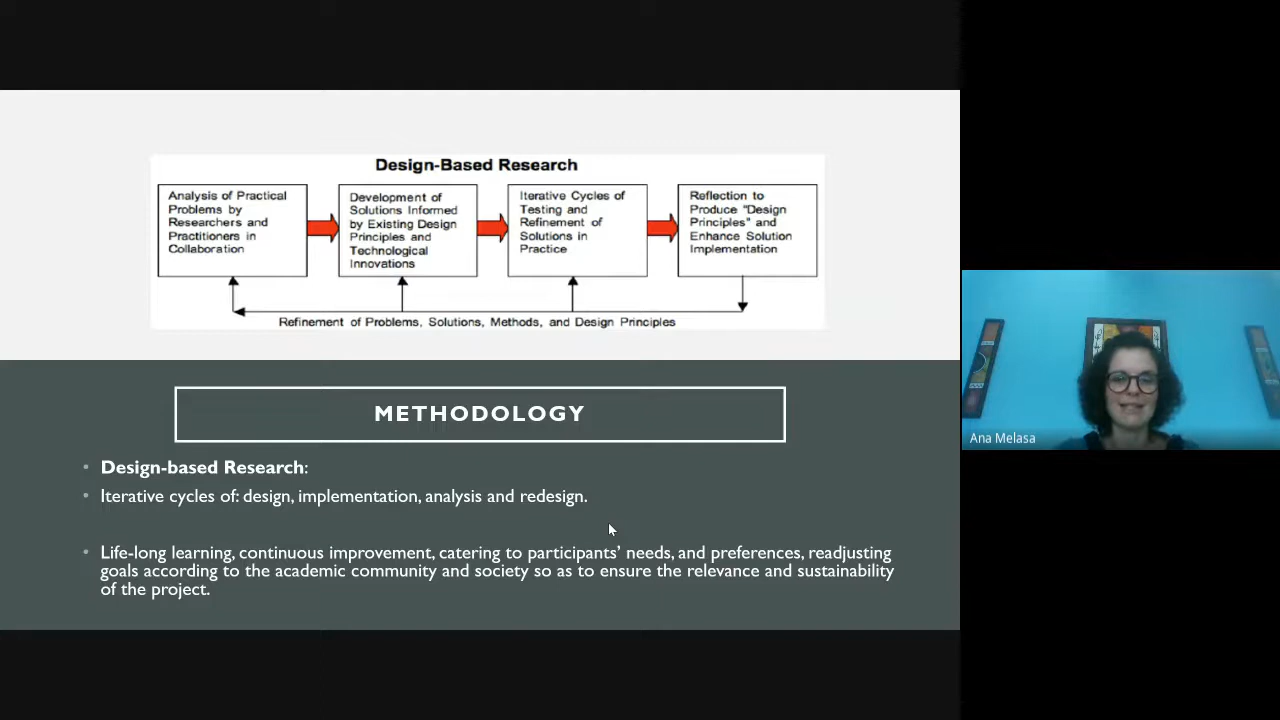 Design-Based Research
Analysis of Practical
Problems by
Researchers and
Practitioners in
Collaboration
Development of
Solutions Informed
by Existing Design
Principles and
Technological
Innovations
Iterative Cycles of
Testing and
Refinement of
Solutions in
Practice
Reflection to
Produce "Design
Principles" and
Enhance Solution
Implementation
Refinement of Problems, Solutions, Methods, and Design Principles
METHODOLOGY
• Design-based Research:
• Iterative cycles of: design, implementation, analysis and redesign.
• Life-long learning, continuous improvement, catering to participants’ needs, and preferences, readjusting
goals according to the academic community and society so as to ensure the relevance and sustainability
of the project.
Ana Melasa